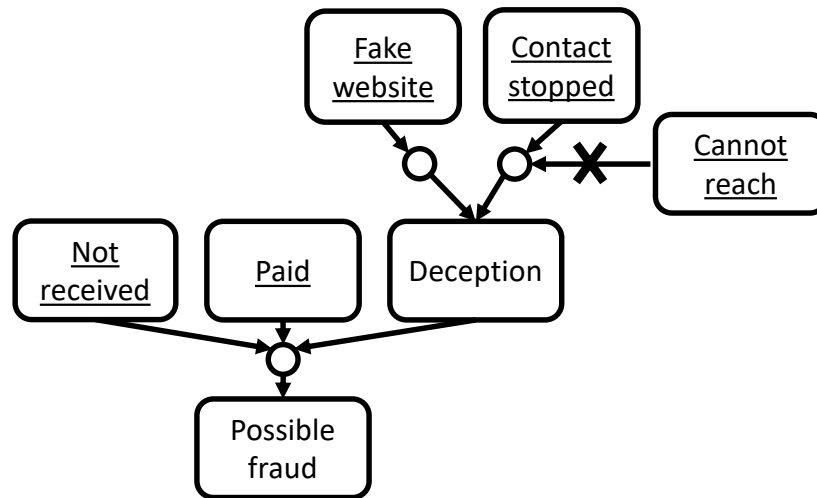 Fake
website
Contact
stopped
Cannot
reach
Not
received
Paid
Deception
Possible
fraud